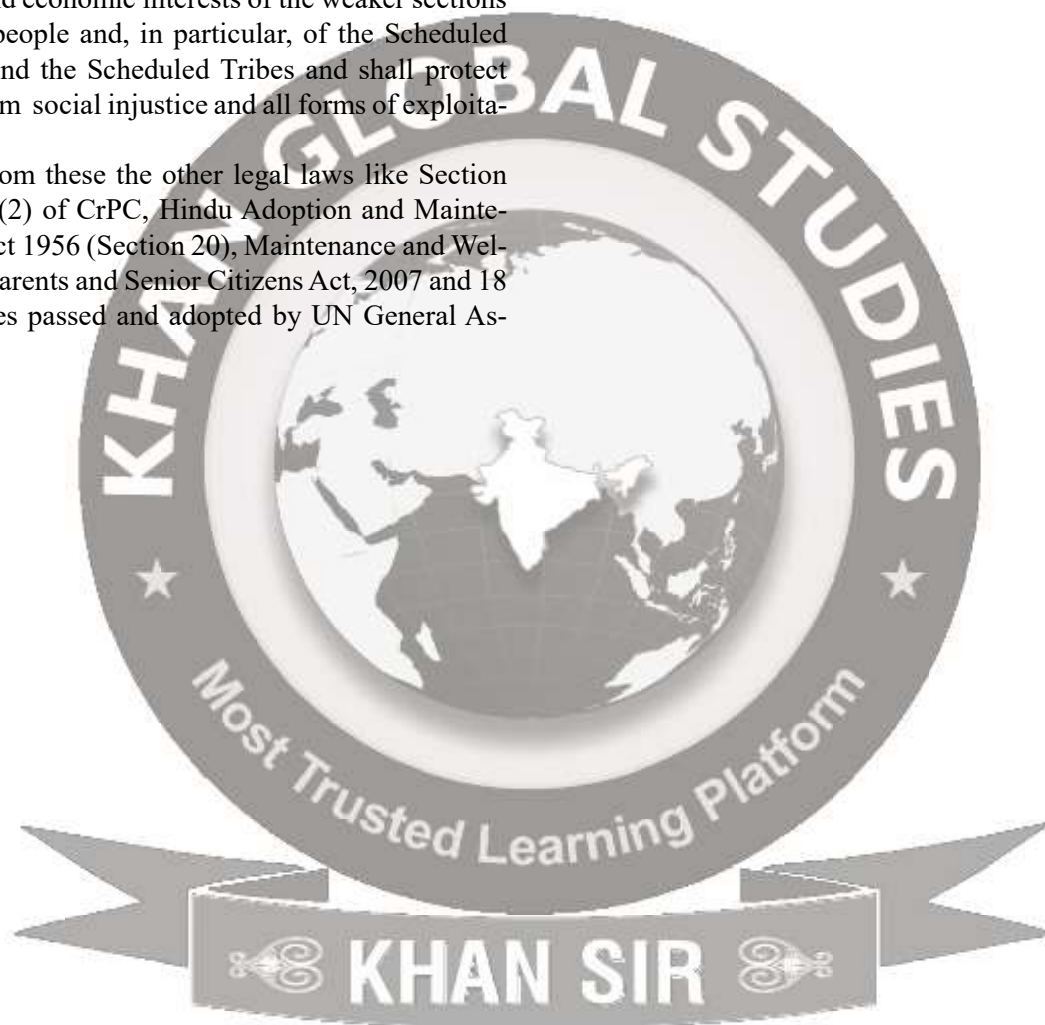 d economic interests of the weaker sections
people and, in particular, of the Scheduled
nd the Scheduled Tribes and shall protect
m social injustice and all forms of exploita-
om these the other legal laws like Section
(2) of CrPC, Hindu Adoption and Mainte-
ct 1956 (Section 20), Maintenance and Wel-
arents and Senior Citizens Act, 2007 and 18
es passed and adopted by UN General As-
KHAN GLOBAL STUDIES
Most Trusted Learning Platform
KHAN SIR